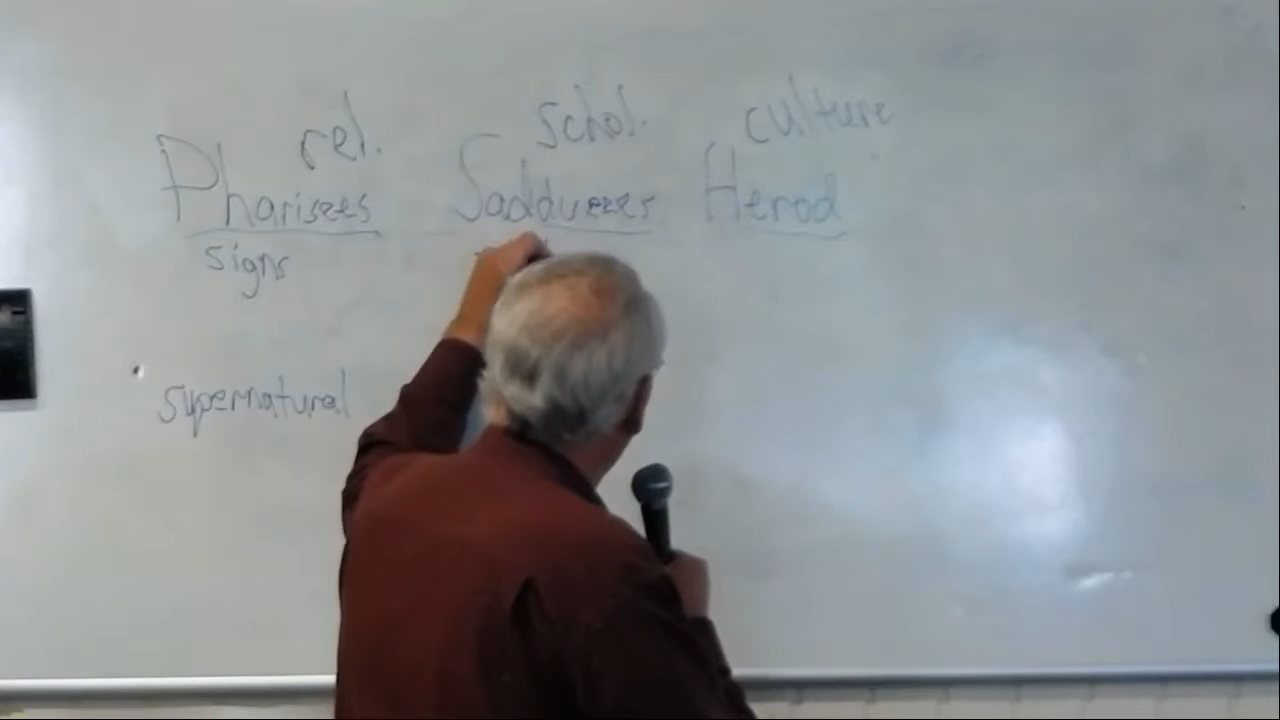 rel. schol. culture
Pharisees Sadducees Herod
signs
supernatural